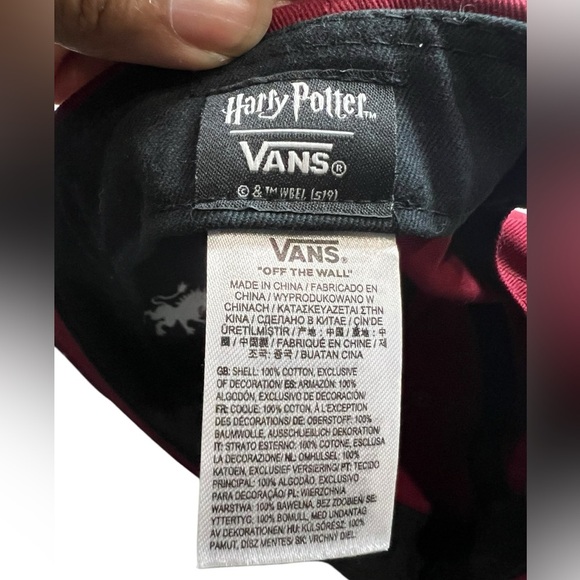 Harry Potter™
VANS®
© & ™ WBEI. (s19)
VANS®
"OFF THE WALL"
MADE IN CHINA / FABRICADO EN
CHINA / WYPRODUKOWANO W
CHINACH / ΚΑΤΑΣΚΕΥΑΖΕΤΑΙ ΣΤΗΝ
ΚΙΝΑ / СДЕЛАНО В КИТАЕ / ÇIN'DE
ÜRETİLMİŞTİR / 产地：中国 / 產地：中
國 / 中国製 / FABRIQUÉ EN CHINE / 제
조국: 중국 / BUATAN CINA
GB: SHELL: 100% COTTON, EXCLUSIVE
OF DECORATION/ ES: ARMAZÓN: 100%
ALGODÓN, EXCLUSIVO DE DECORACIÓN/
FR: COQUE: 100% COTON, À L'EXCEPTION
DES DÉCORATIONS/ DE: OBERSTOFF: 100%
BAUMWOLLE, AUSSCHLIEßLICH DEKORATION/
IT: STRATO ESTERNO: 100% COTONE, ESCLUSA
LA DECORAZIONE/ NL: OMHULSEL: 100%
KATOEN, EXCLUSIEF VERSIERING/ PT: TECIDO
PRINCIPAL: 100% ALGODÃO, EXCLUSIVO
PARA DECORAÇÃO/ PL: WIERZCHNIA
WARSTWA: 100% BAWEŁNA, BEZ ZDOBIEŃ/ SE:
YTTERTYG: 100% BOMULL, MED UNDANTAG
AV DEKORATIONEN/ HU: KÜLSŐRÉSZ: 100%
PAMUT, DÍSZ MENTES/ SK: VRCHNÝ DIEL: